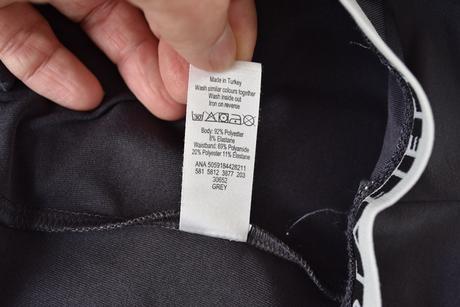 Made in Turkey
Wash similar colours together
Wash inside out
Iron on reverse
Body: 92% Polyester
8% Elastane
Waistband: 69% Polyamide
20% Polyester 11% Elastane
ANA 5059184428211
581 5812 3877 203
30652
GREY